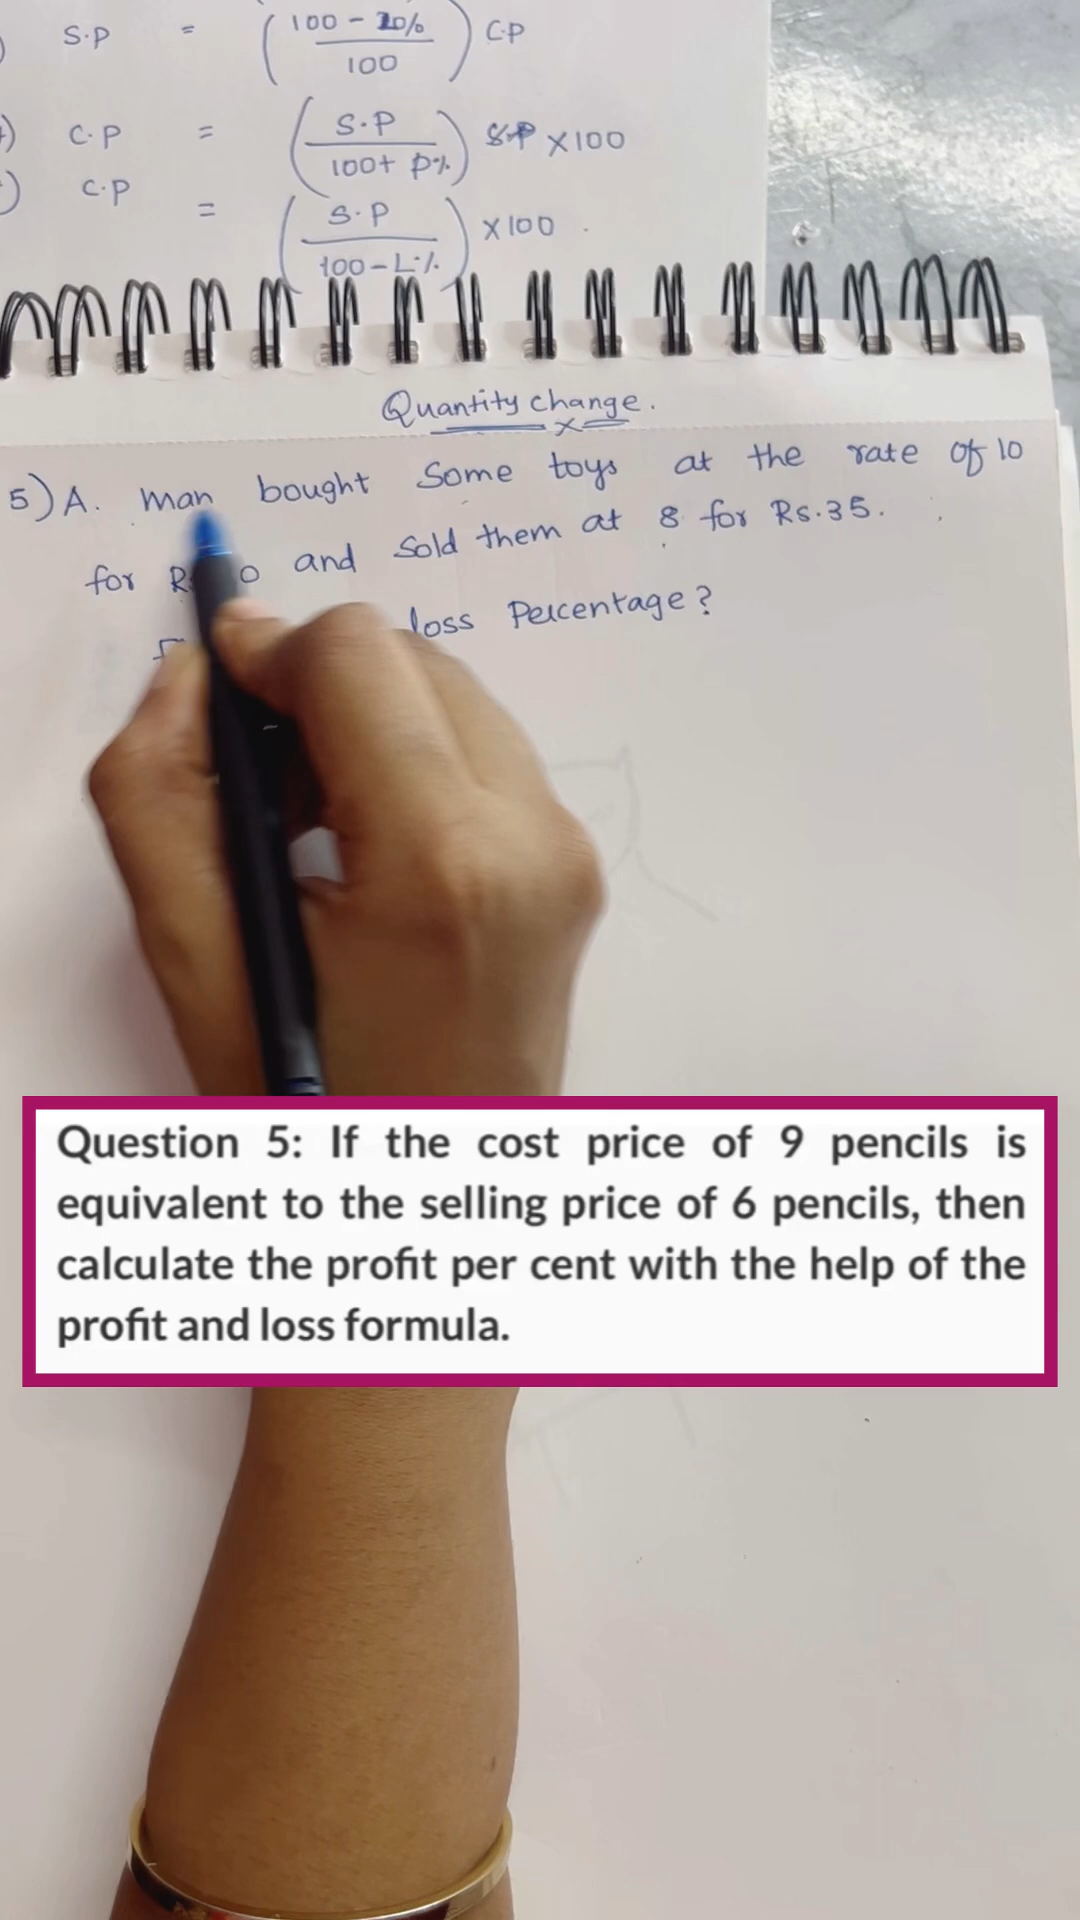 S.P = (100 - 20% / 100) C.P
C.P = (S.P / 100 + P%) S.P X100
C.P = (S.P / 100 - L%) X100
Quantity change.
5) A. man bought Some toys at the rate of 10
for 0 and Sold them at 8 for Rs.35.
loss Percentage?
Question 5: If the cost price of 9 pencils is
equivalent to the selling price of 6 pencils, then
calculate the profit per cent with the help of the
profit and loss formula.